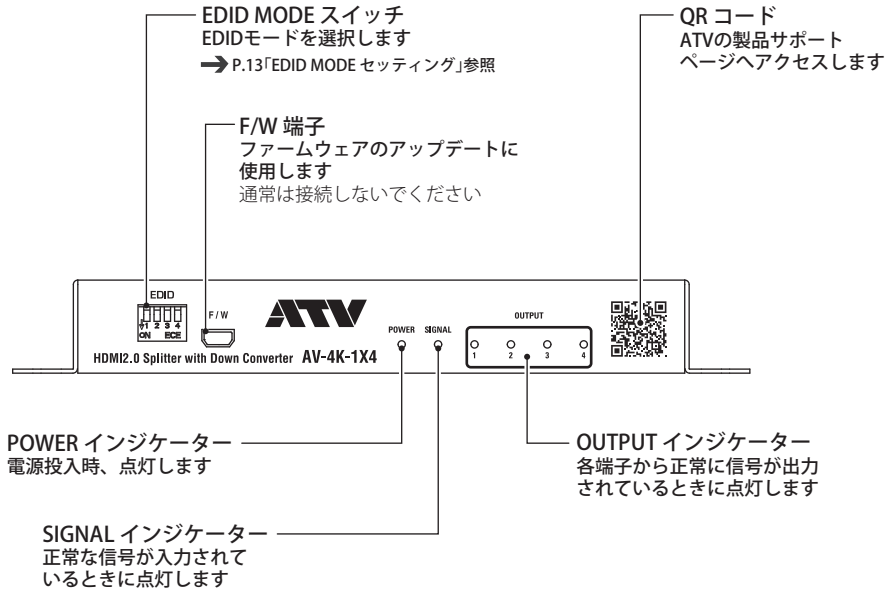 EDID MODE スイッチ
EDIDモードを選択します
➔ P.13「EDID MODE セッティング」参照
QR コード
ATVの製品サポート
ページへアクセスします
F/W 端子
ファームウェアのアップデートに
使用します
通常は接続しないでください
EDID
1 2 3 4
ON ECE
F/W
ATV
HDMI2.0 Splitter with Down Converter AV-4K-1X4
POWER SIGNAL
OUTPUT
1 2 3 4
POWER インジケーター
電源投入時、点灯します
OUTPUT インジケーター
各端子から正常に信号が出力
されているときに点灯します
SIGNAL インジケーター
正常な信号が入力されて
いるときに点灯します